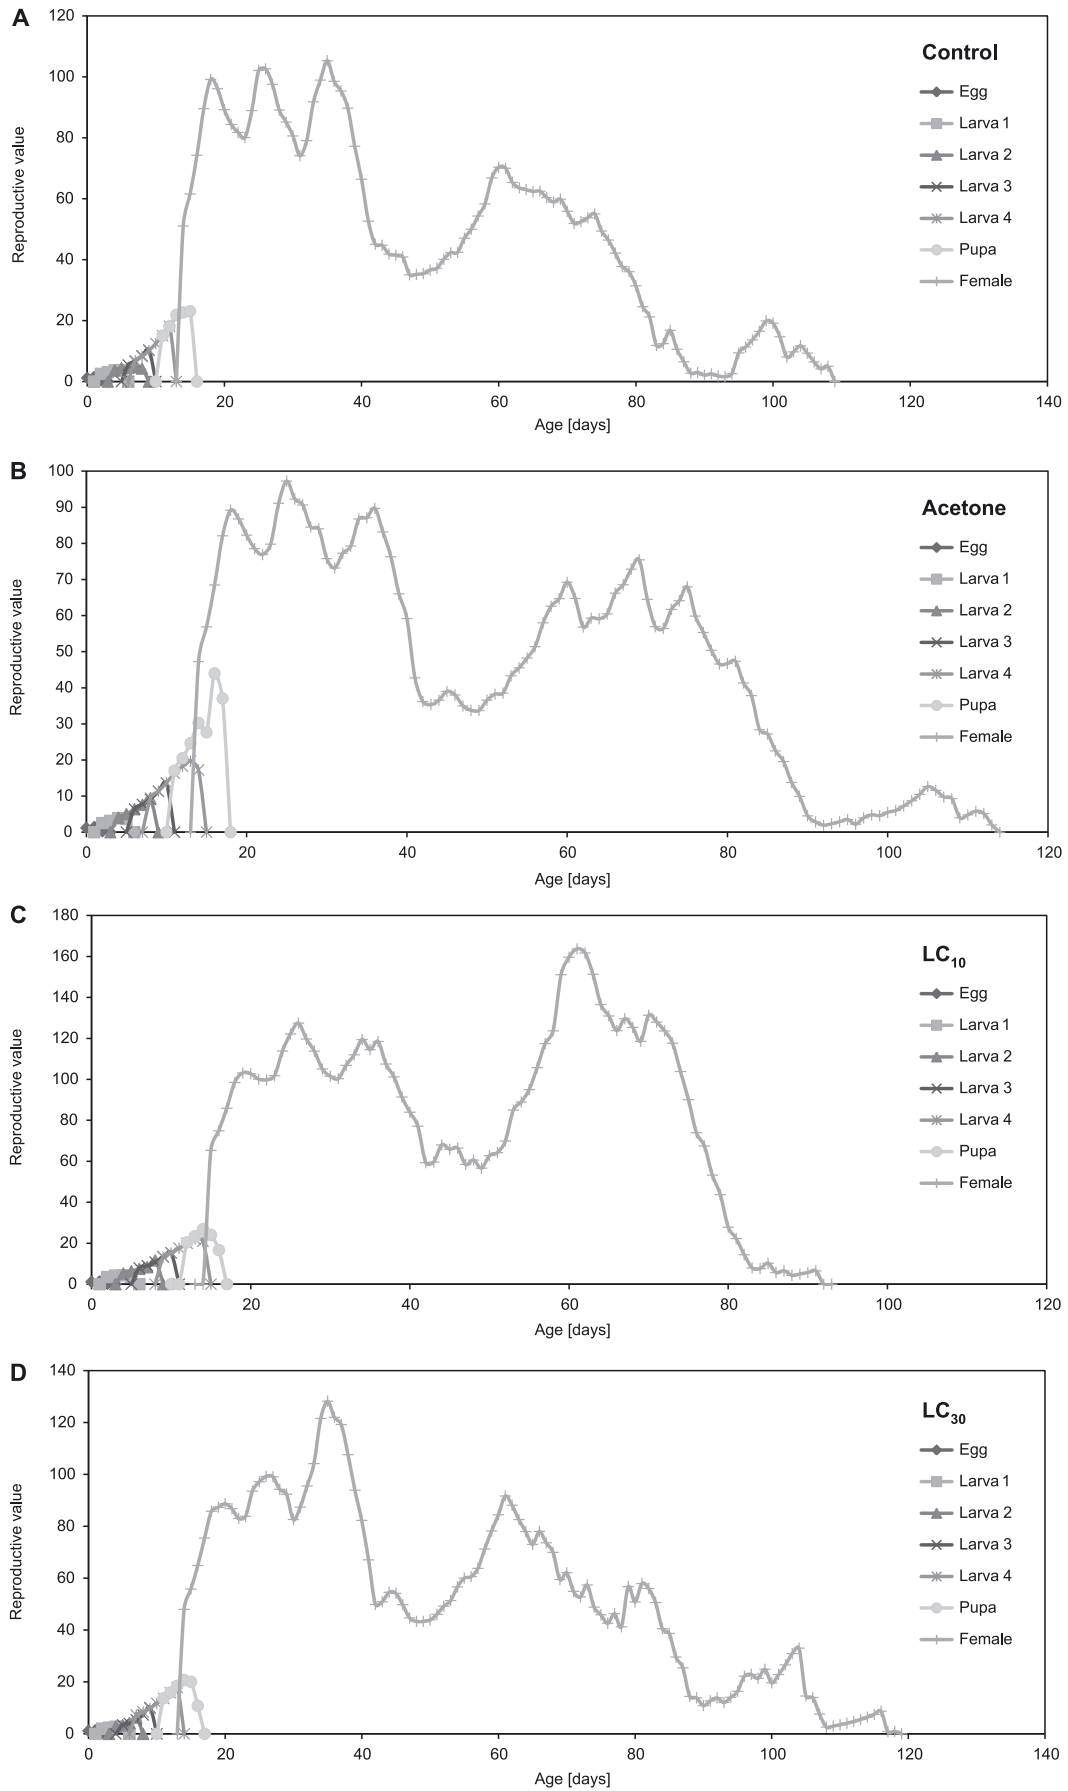 A
120
100
80
60
40
20
0
Reproductive value
0 20 40 60 80 100 120 140
Age [days]
Control
Egg
Larva 1
Larva 2
Larva 3
Larva 4
Pupa
Female
B
100
90
80
70
60
50
40
30
20
10
0
Reproductive value
0 20 40 60 80 100 120
Age [days]
Acetone
Egg
Larva 1
Larva 2
Larva 3
Larva 4
Pupa
Female
C
180
160
140
120
100
80
60
40
20
0
Reproductive value
0 20 40 60 80 100 120
Age [days]
LC10
Egg
Larva 1
Larva 2
Larva 3
Larva 4
Pupa
Female
D
140
120
100
80
60
40
20
0
Reproductive value
0 20 40 60 80 100 120 140
Age [days]
LC30
Egg
Larva 1
Larva 2
Larva 3
Larva 4
Pupa
Female